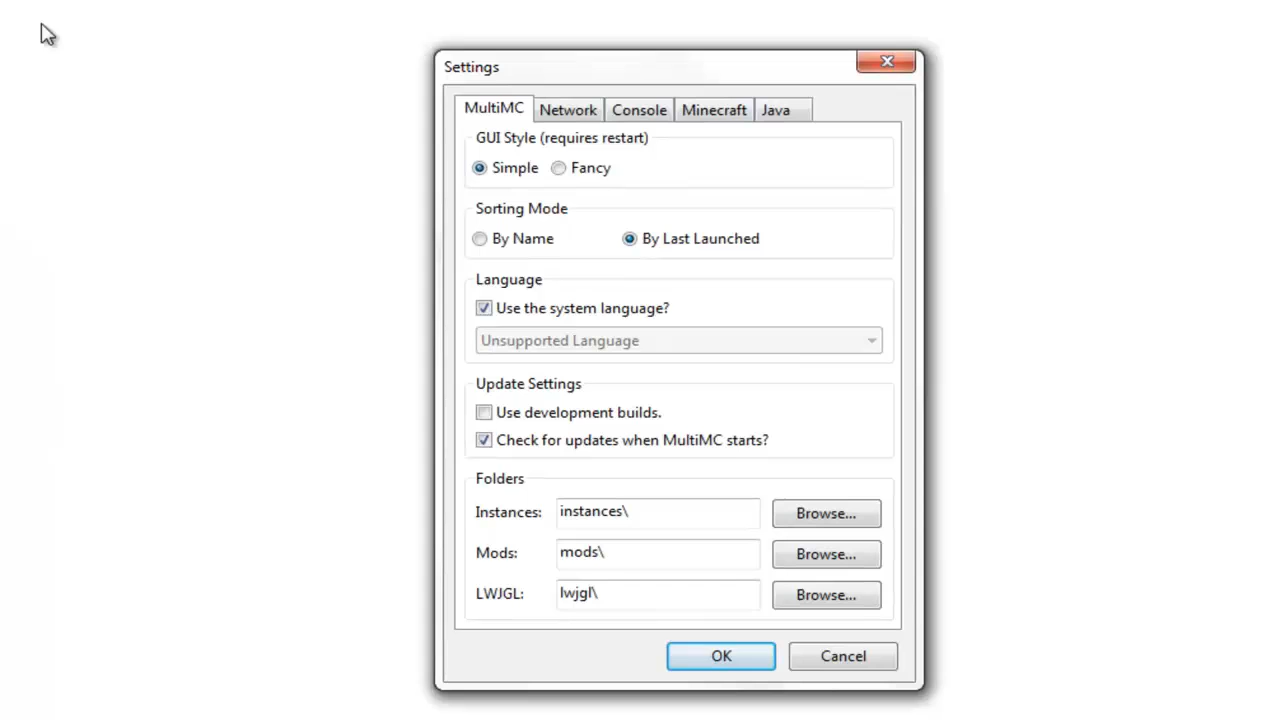 Settings
MultiMC Network Console Minecraft Java
GUI Style (requires restart)
Simple Fancy
Sorting Mode
By Name By Last Launched
Language
Use the system language?
Unsupported Language
Update Settings
Use development builds.
Check for updates when MultiMC starts?
Folders
Instances: instances\ Browse...
Mods: mods\ Browse...
LWJGL: lwjgl\ Browse...
OK Cancel